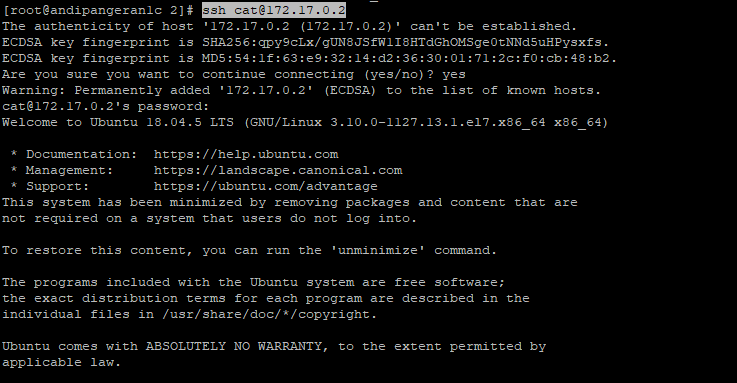 [root@andipangeran1c 2]# ssh cat@172.17.0.2
The authenticity of host '172.17.0.2 (172.17.0.2)' can't be established.
ECDSA key fingerprint is SHA256:qpy9cLx/gUN8JSfW1I8HTdGhOMSge0tNNd5uHPysxfs.
ECDSA key fingerprint is MD5:54:1f:63:e9:32:14:d2:36:30:01:71:2c:f0:cb:48:b2.
Are you sure you want to continue connecting (yes/no)? yes
Warning: Permanently added '172.17.0.2' (ECDSA) to the list of known hosts.
cat@172.17.0.2's password:
Welcome to Ubuntu 18.04.5 LTS (GNU/Linux 3.10.0-1127.13.1.el7.x86_64 x86_64)
* Documentation:  https://help.ubuntu.com
* Management:     https://landscape.canonical.com
* Support:        https://ubuntu.com/advantage
This system has been minimized by removing packages and content that are
not required on a system that users do not log into.
To restore this content, you can run the 'unminimize' command.
The programs included with the Ubuntu system are free software;
the exact distribution terms for each program are described in the
individual files in /usr/share/doc/*/copyright.
Ubuntu comes with ABSOLUTELY NO WARRANTY, to the extent permitted by
applicable law.